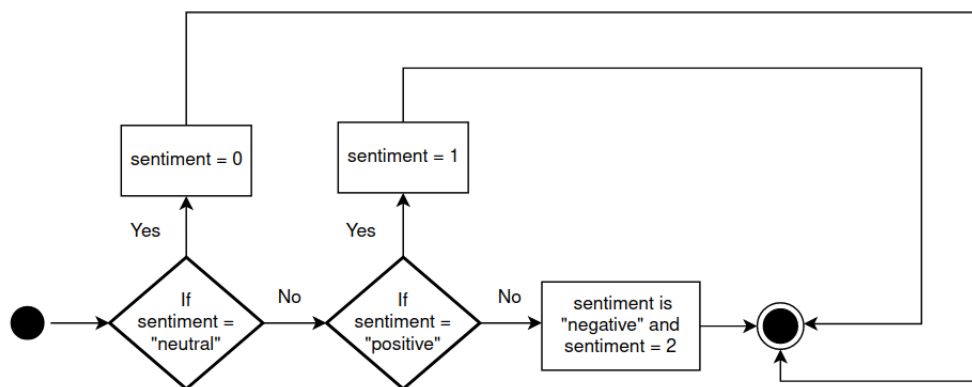 sentiment = 0
sentiment = 1
Yes
Yes
If
sentiment =
"neutral"
No
If
sentiment =
"positive"
No
sentiment is
"negative" and
sentiment = 2